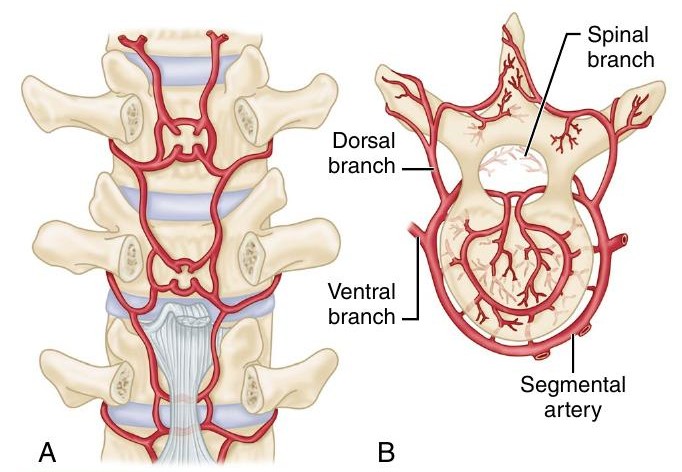 Spinal
branch
Dorsal
branch
Ventral
branch
Segmental
artery
A
B